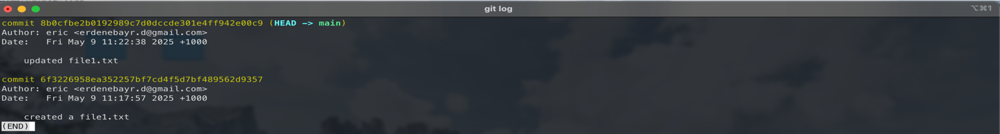 git log
⌥⌘1
commit 8b0cfbe2b0192989c7d0dccde301e4ff942e00c9 (HEAD -> main)
Author: eric <erdenebayr.d@gmail.com>
Date:   Fri May 9 11:22:38 2025 +1000
updated file1.txt
commit 6f3226958ea352257bf7cd4f5d7bf489562d9357
Author: eric <erdenebayr.d@gmail.com>
Date:   Fri May 9 11:17:57 2025 +1000
created a file1.txt
(END)